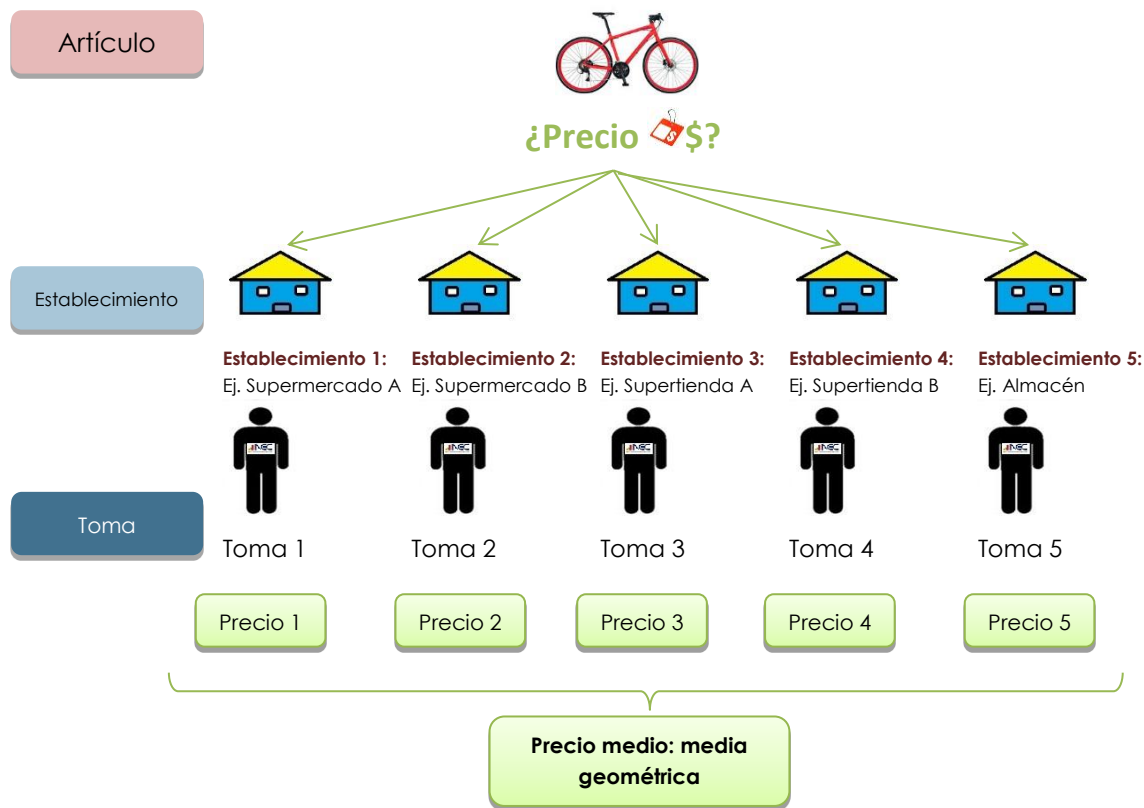 Artículo
¿Precio $?
Establecimiento
Establecimiento 1: Establecimiento 2: Establecimiento 3: Establecimiento 4: Establecimiento 5:
Ej. Supermercado A Ej. Supermercado B Ej. Supertienda A Ej. Supertienda B Ej. Almacén
Toma
Toma 1 Toma 2 Toma 3 Toma 4 Toma 5
Precio 1 Precio 2 Precio 3 Precio 4 Precio 5
Precio medio: media
geométrica